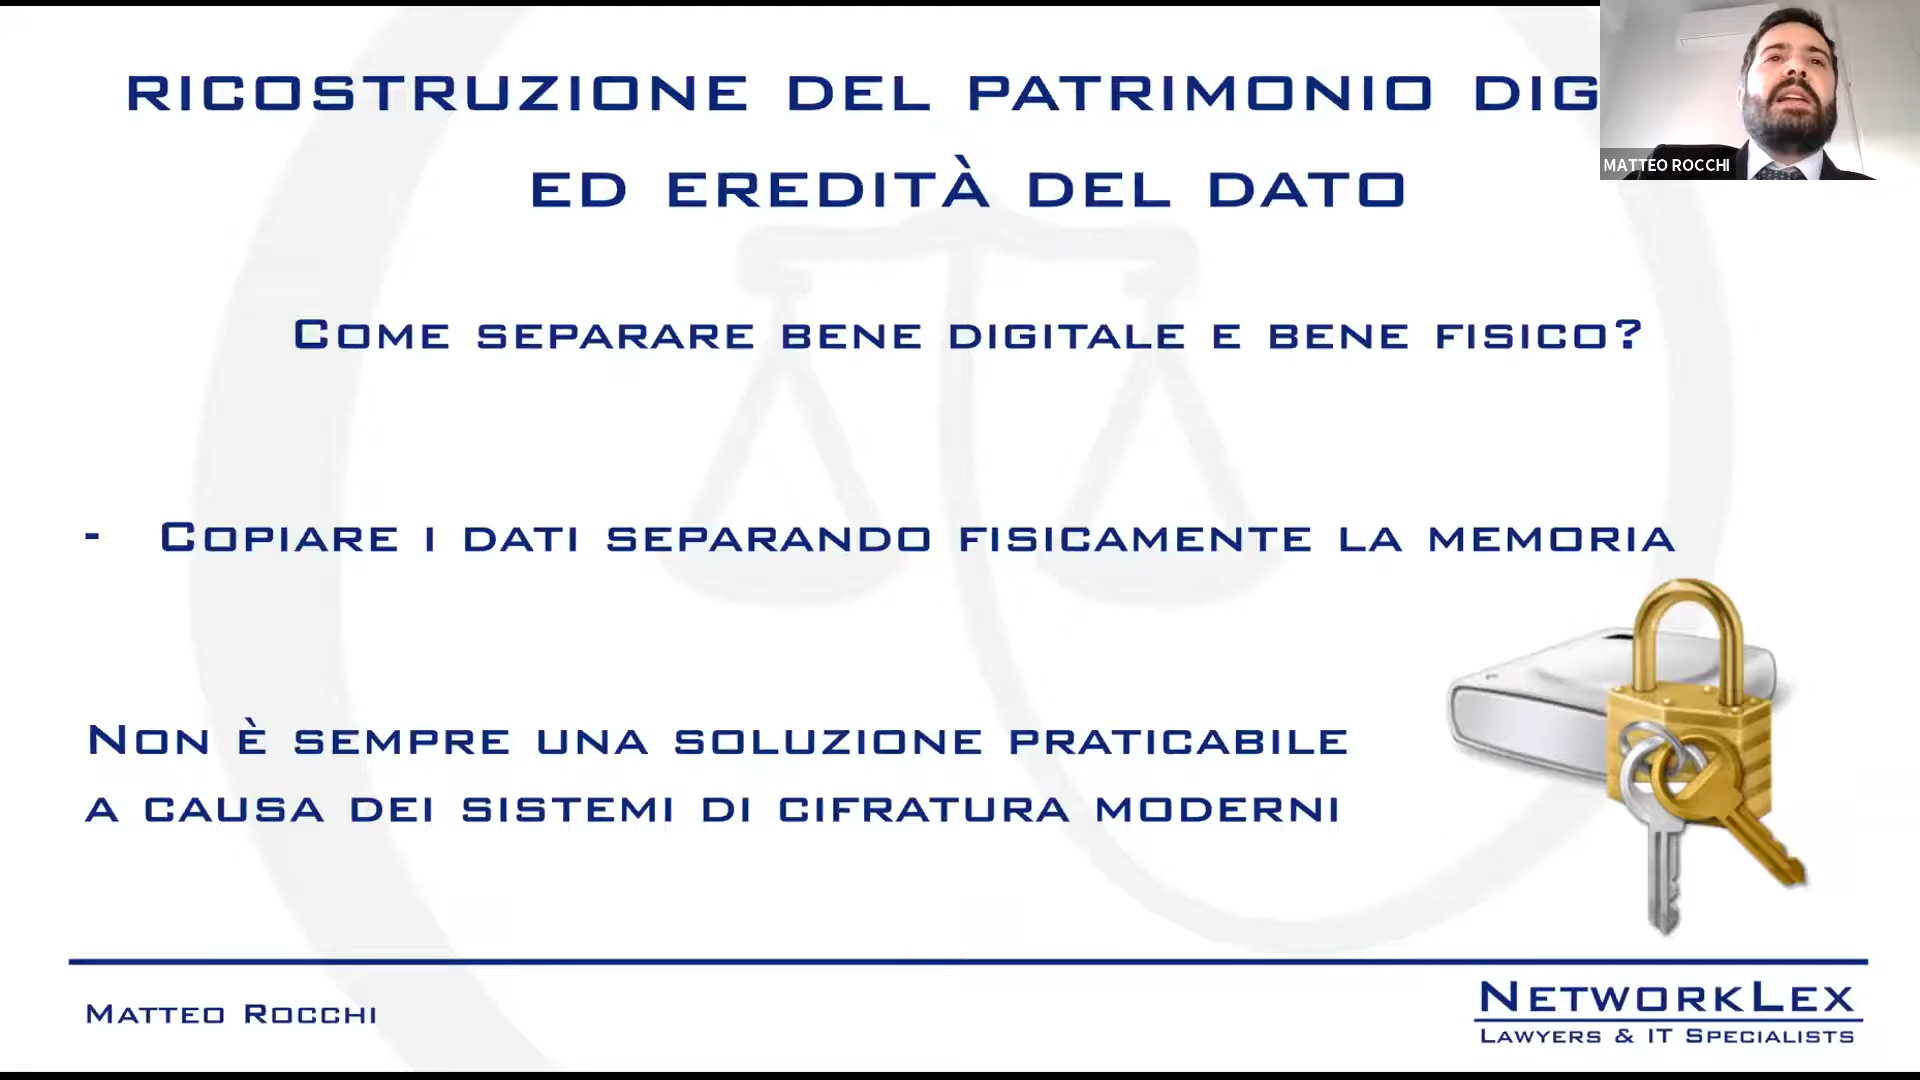 RICOSTRUZIONE DEL PATRIMONIO DIG
ED EREDITÀ DEL DATO
MATTEO ROCCHI
COME SEPARARE BENE DIGITALE E BENE FISICO?
- COPIARE I DATI SEPARANDO FISICAMENTE LA MEMORIA
NON È SEMPRE UNA SOLUZIONE PRATICABILE
A CAUSA DEI SISTEMI DI CIFRATURA MODERNI
MATTEO ROCCHI
NETWORKLEX
LAWYERS & IT SPECIALISTS